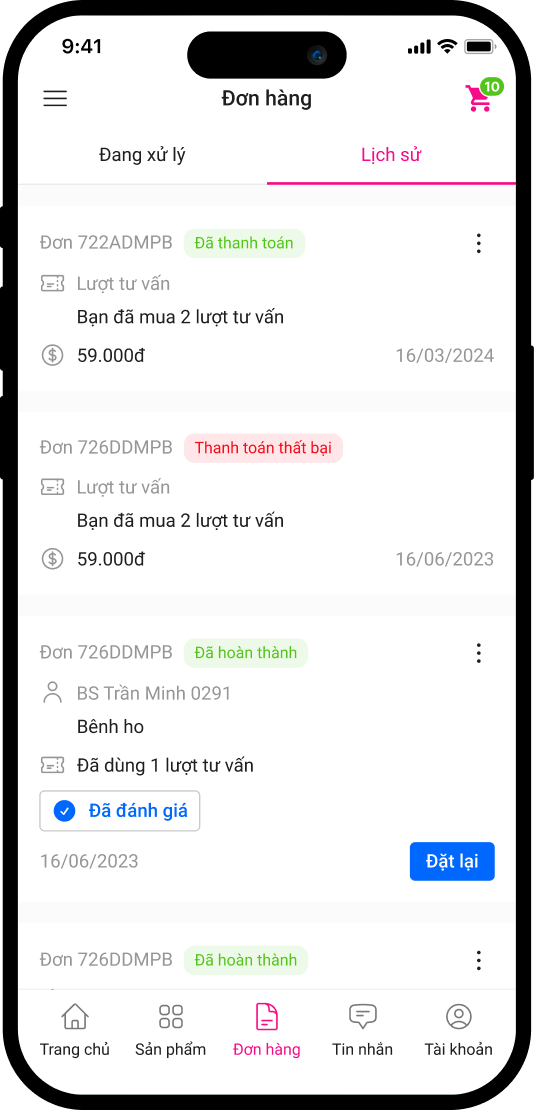 9:41
Đơn hàng
10
Đang xử lý
Lịch sử
Đơn 722ADMPB Đã thanh toán
Lượt tư vấn
Bạn đã mua 2 lượt tư vấn
59.000đ 16/03/2024
Đơn 726DDMPB Thanh toán thất bại
Lượt tư vấn
Bạn đã mua 2 lượt tư vấn
59.000đ 16/06/2023
Đơn 726DDMPB Đã hoàn thành
BS Trần Minh 0291
Bênh ho
Đã dùng 1 lượt tư vấn
Đã đánh giá
16/06/2023 Đặt lại
Đơn 726DDMPB Đã hoàn thành
Trang chủ Sản phẩm Đơn hàng Tin nhắn Tài khoản